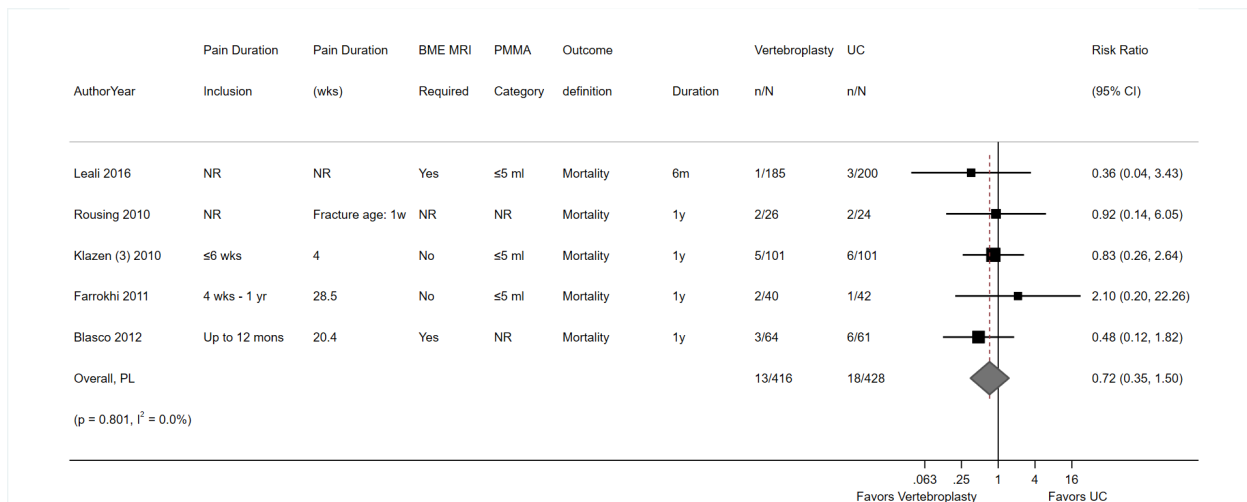 Pain Duration Pain Duration BME MRI PMMA Outcome Vertebroplasty UC Risk Ratio
AuthorYear Inclusion (wks) Required Category definition Duration n/N n/N (95% CI)
Leali 2016 NR NR Yes ≤5 ml Mortality 6m 1/185 3/200 0.36 (0.04, 3.43)
Rousing 2010 NR Fracture age: 1w NR NR Mortality 1y 2/26 2/24 0.92 (0.14, 6.05)
Klazen (3) 2010 ≤6 wks 4 No ≤5 ml Mortality 1y 5/101 6/101 0.83 (0.26, 2.64)
Farrokhi 2011 4 wks - 1 yr 28.5 No ≤5 ml Mortality 1y 2/40 1/42 2.10 (0.20, 22.26)
Blasco 2012 Up to 12 mons 20.4 Yes NR Mortality 1y 3/64 6/61 0.48 (0.12, 1.82)
Overall, PL 13/416 18/428 0.72 (0.35, 1.50)
(p = 0.801, I² = 0.0%)
.063 .25 1 4 16
Favors Vertebroplasty Favors UC